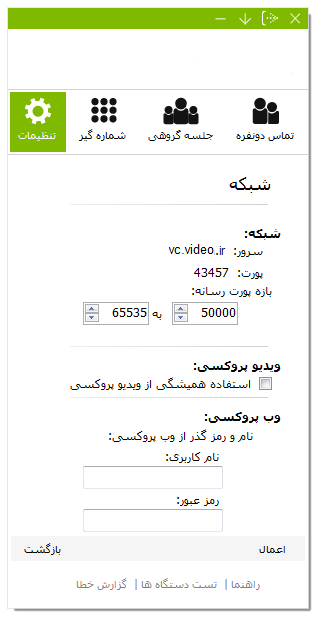 تماس دونفره جلسه گروهی شماره گیر تنظیمات
شبکه
شبکه:
سرور: vc.video.ir
پورت: 43457
بازه پورت رسانه:
50000 به 65535
ویدیو پروکسی:
استفاده همیشگی از ویدیو پروکسی
وب پروکسی:
نام و رمز گذر از وب پروکسی:
نام کاربری:
رمز عبور:
اعمال بازگشت
راهنما | تست دستگاه ها | گزارش خطا